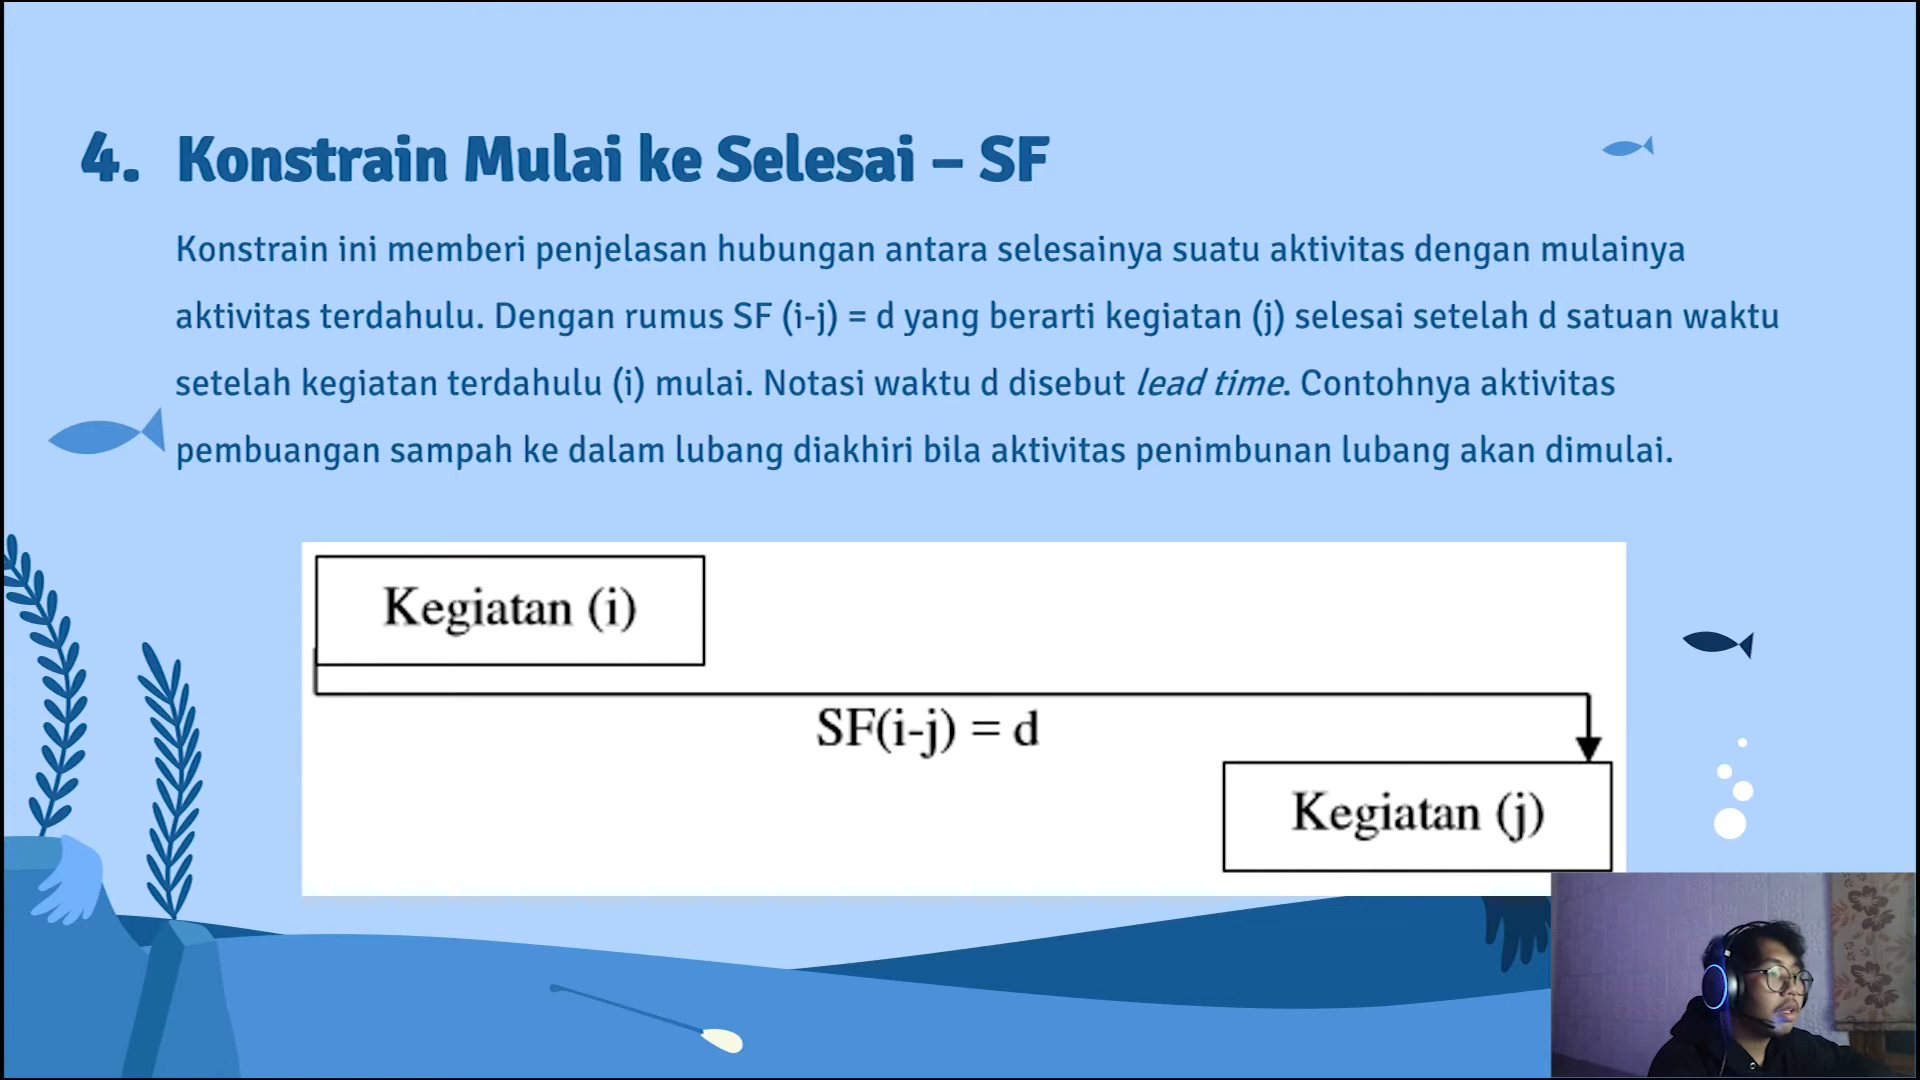 4. Konstrain Mulai ke Selesai – SF
Konstrain ini memberi penjelasan hubungan antara selesainya suatu aktivitas dengan mulainya
aktivitas terdahulu. Dengan rumus SF (i-j) = d yang berarti kegiatan (j) selesai setelah d satuan waktu
setelah kegiatan terdahulu (i) mulai. Notasi waktu d disebut lead time. Contohnya aktivitas
pembuangan sampah ke dalam lubang diakhiri bila aktivitas penimbunan lubang akan dimulai.
Kegiatan (i)
SF(i-j) = d
Kegiatan (j)